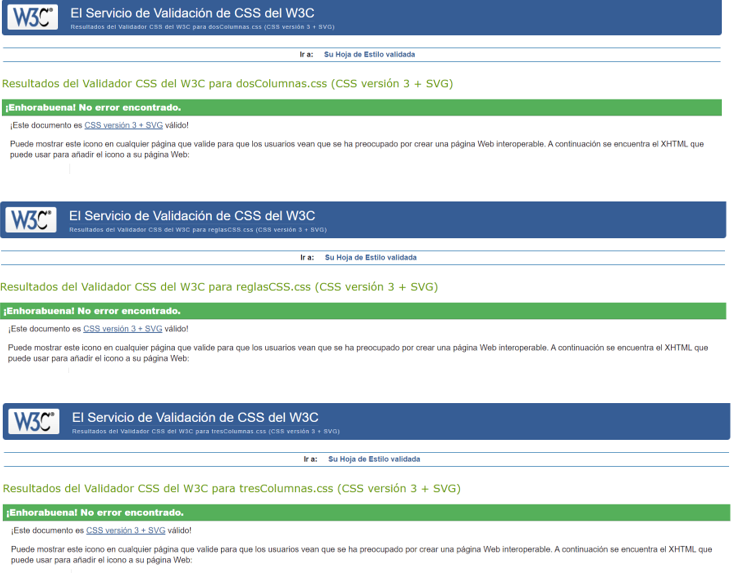 W3C®
El Servicio de Validación de CSS del W3C
Resultados del Validador CSS del W3C para dosColumnas.css (CSS versión 3 + SVG)
Ir a: Su Hoja de Estilo validada
Resultados del Validador CSS del W3C para dosColumnas.css (CSS versión 3 + SVG)
¡Enhorabuena! No error encontrado.
¡Este documento es CSS versión 3 + SVG válido!
Puede mostrar este icono en cualquier página que valide para que los usuarios vean que se ha preocupado por crear una página Web interoperable. A continuación se encuentra el XHTML que
puede usar para añadir el icono a su página Web:
W3C®
El Servicio de Validación de CSS del W3C
Resultados del Validador CSS del W3C para reglasCSS.css (CSS versión 3 + SVG)
Ir a: Su Hoja de Estilo validada
Resultados del Validador CSS del W3C para reglasCSS.css (CSS versión 3 + SVG)
¡Enhorabuena! No error encontrado.
¡Este documento es CSS versión 3 + SVG válido!
Puede mostrar este icono en cualquier página que valide para que los usuarios vean que se ha preocupado por crear una página Web interoperable. A continuación se encuentra el XHTML que
puede usar para añadir el icono a su página Web:
W3C®
El Servicio de Validación de CSS del W3C
Resultados del Validador CSS del W3C para tresColumnas.css (CSS versión 3 + SVG)
Ir a: Su Hoja de Estilo validada
Resultados del Validador CSS del W3C para tresColumnas.css (CSS versión 3 + SVG)
¡Enhorabuena! No error encontrado.
¡Este documento es CSS versión 3 + SVG válido!
Puede mostrar este icono en cualquier página que valide para que los usuarios vean que se ha preocupado por crear una página Web interoperable. A continuación se encuentra el XHTML que
puede usar para añadir el icono a su página Web: